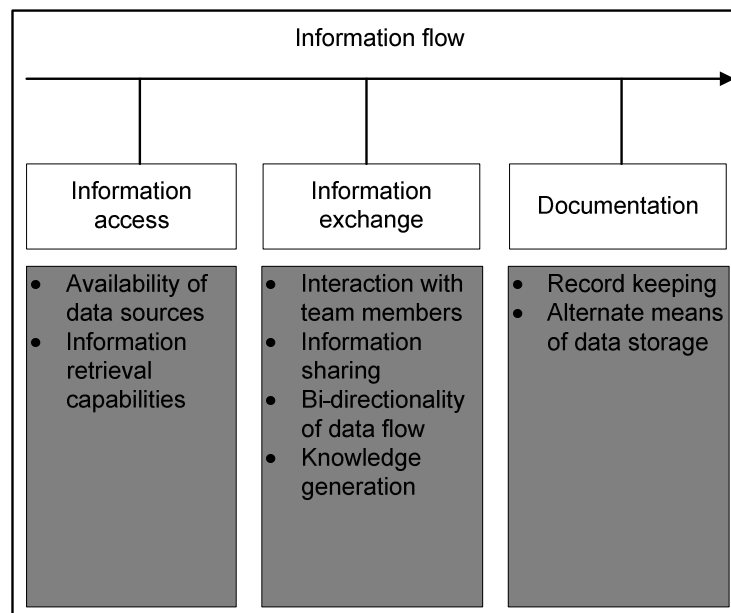 Information flow
Information
access
Information
exchange
Documentation
• Availability of
data sources
• Information
retrieval
capabilities
• Interaction with
team members
• Information
sharing
• Bi-directionality
of data flow
• Knowledge
generation
• Record keeping
• Alternate means
of data storage